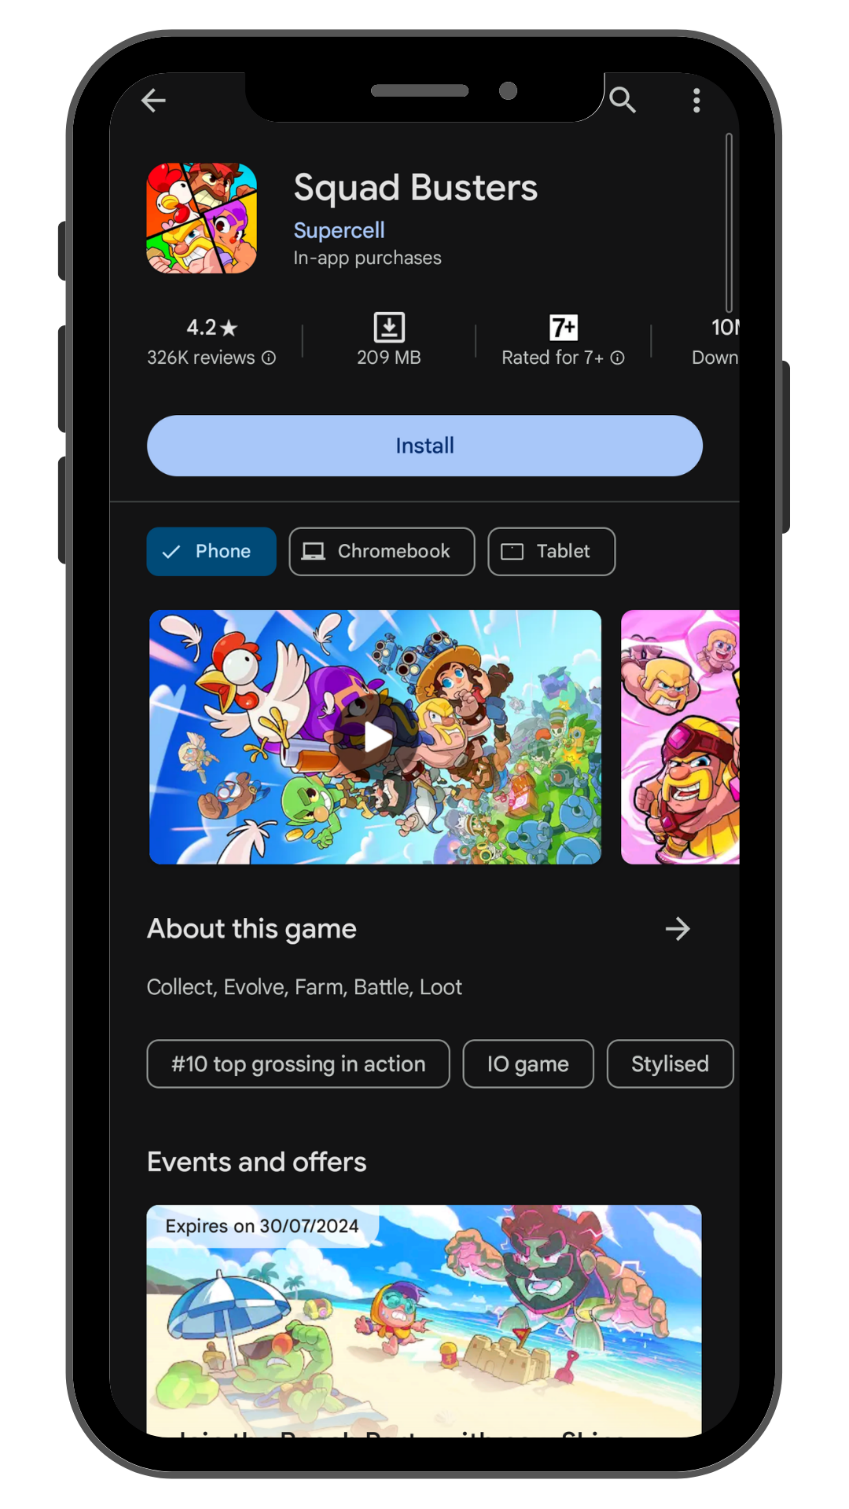 Squad Busters
Supercell
In-app purchases
4.2★
326K reviews
209 MB
7+
Rated for 7+
Install
Phone
Chromebook
Tablet
About this game
Collect, Evolve, Farm, Battle, Loot
#10 top grossing in action
IO game
Stylised
Events and offers
Expires on 30/07/2024